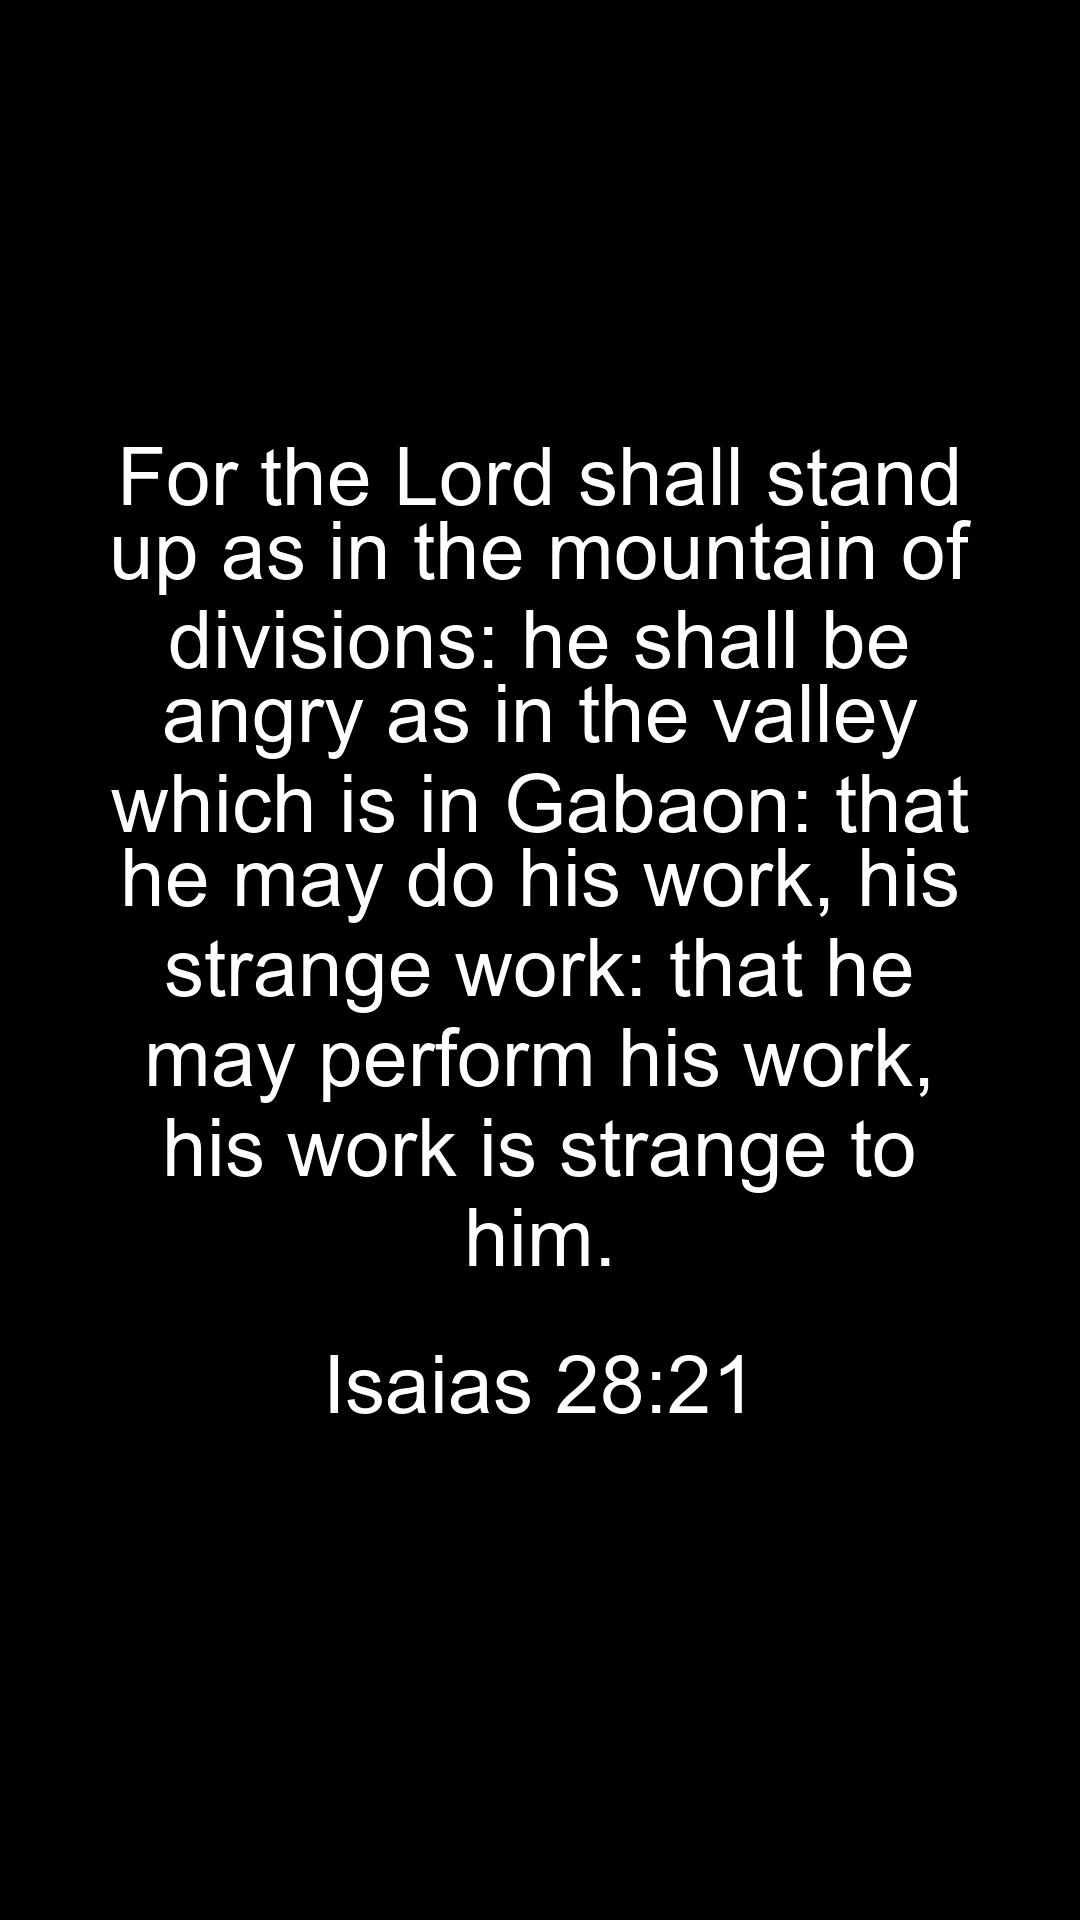 For the Lord shall stand
up as in the mountain of
divisions: he shall be
angry as in the valley
which is in Gabaon: that
he may do his work, his
strange work: that he
may perform his work,
his work is strange to
him.
Isaias 28:21